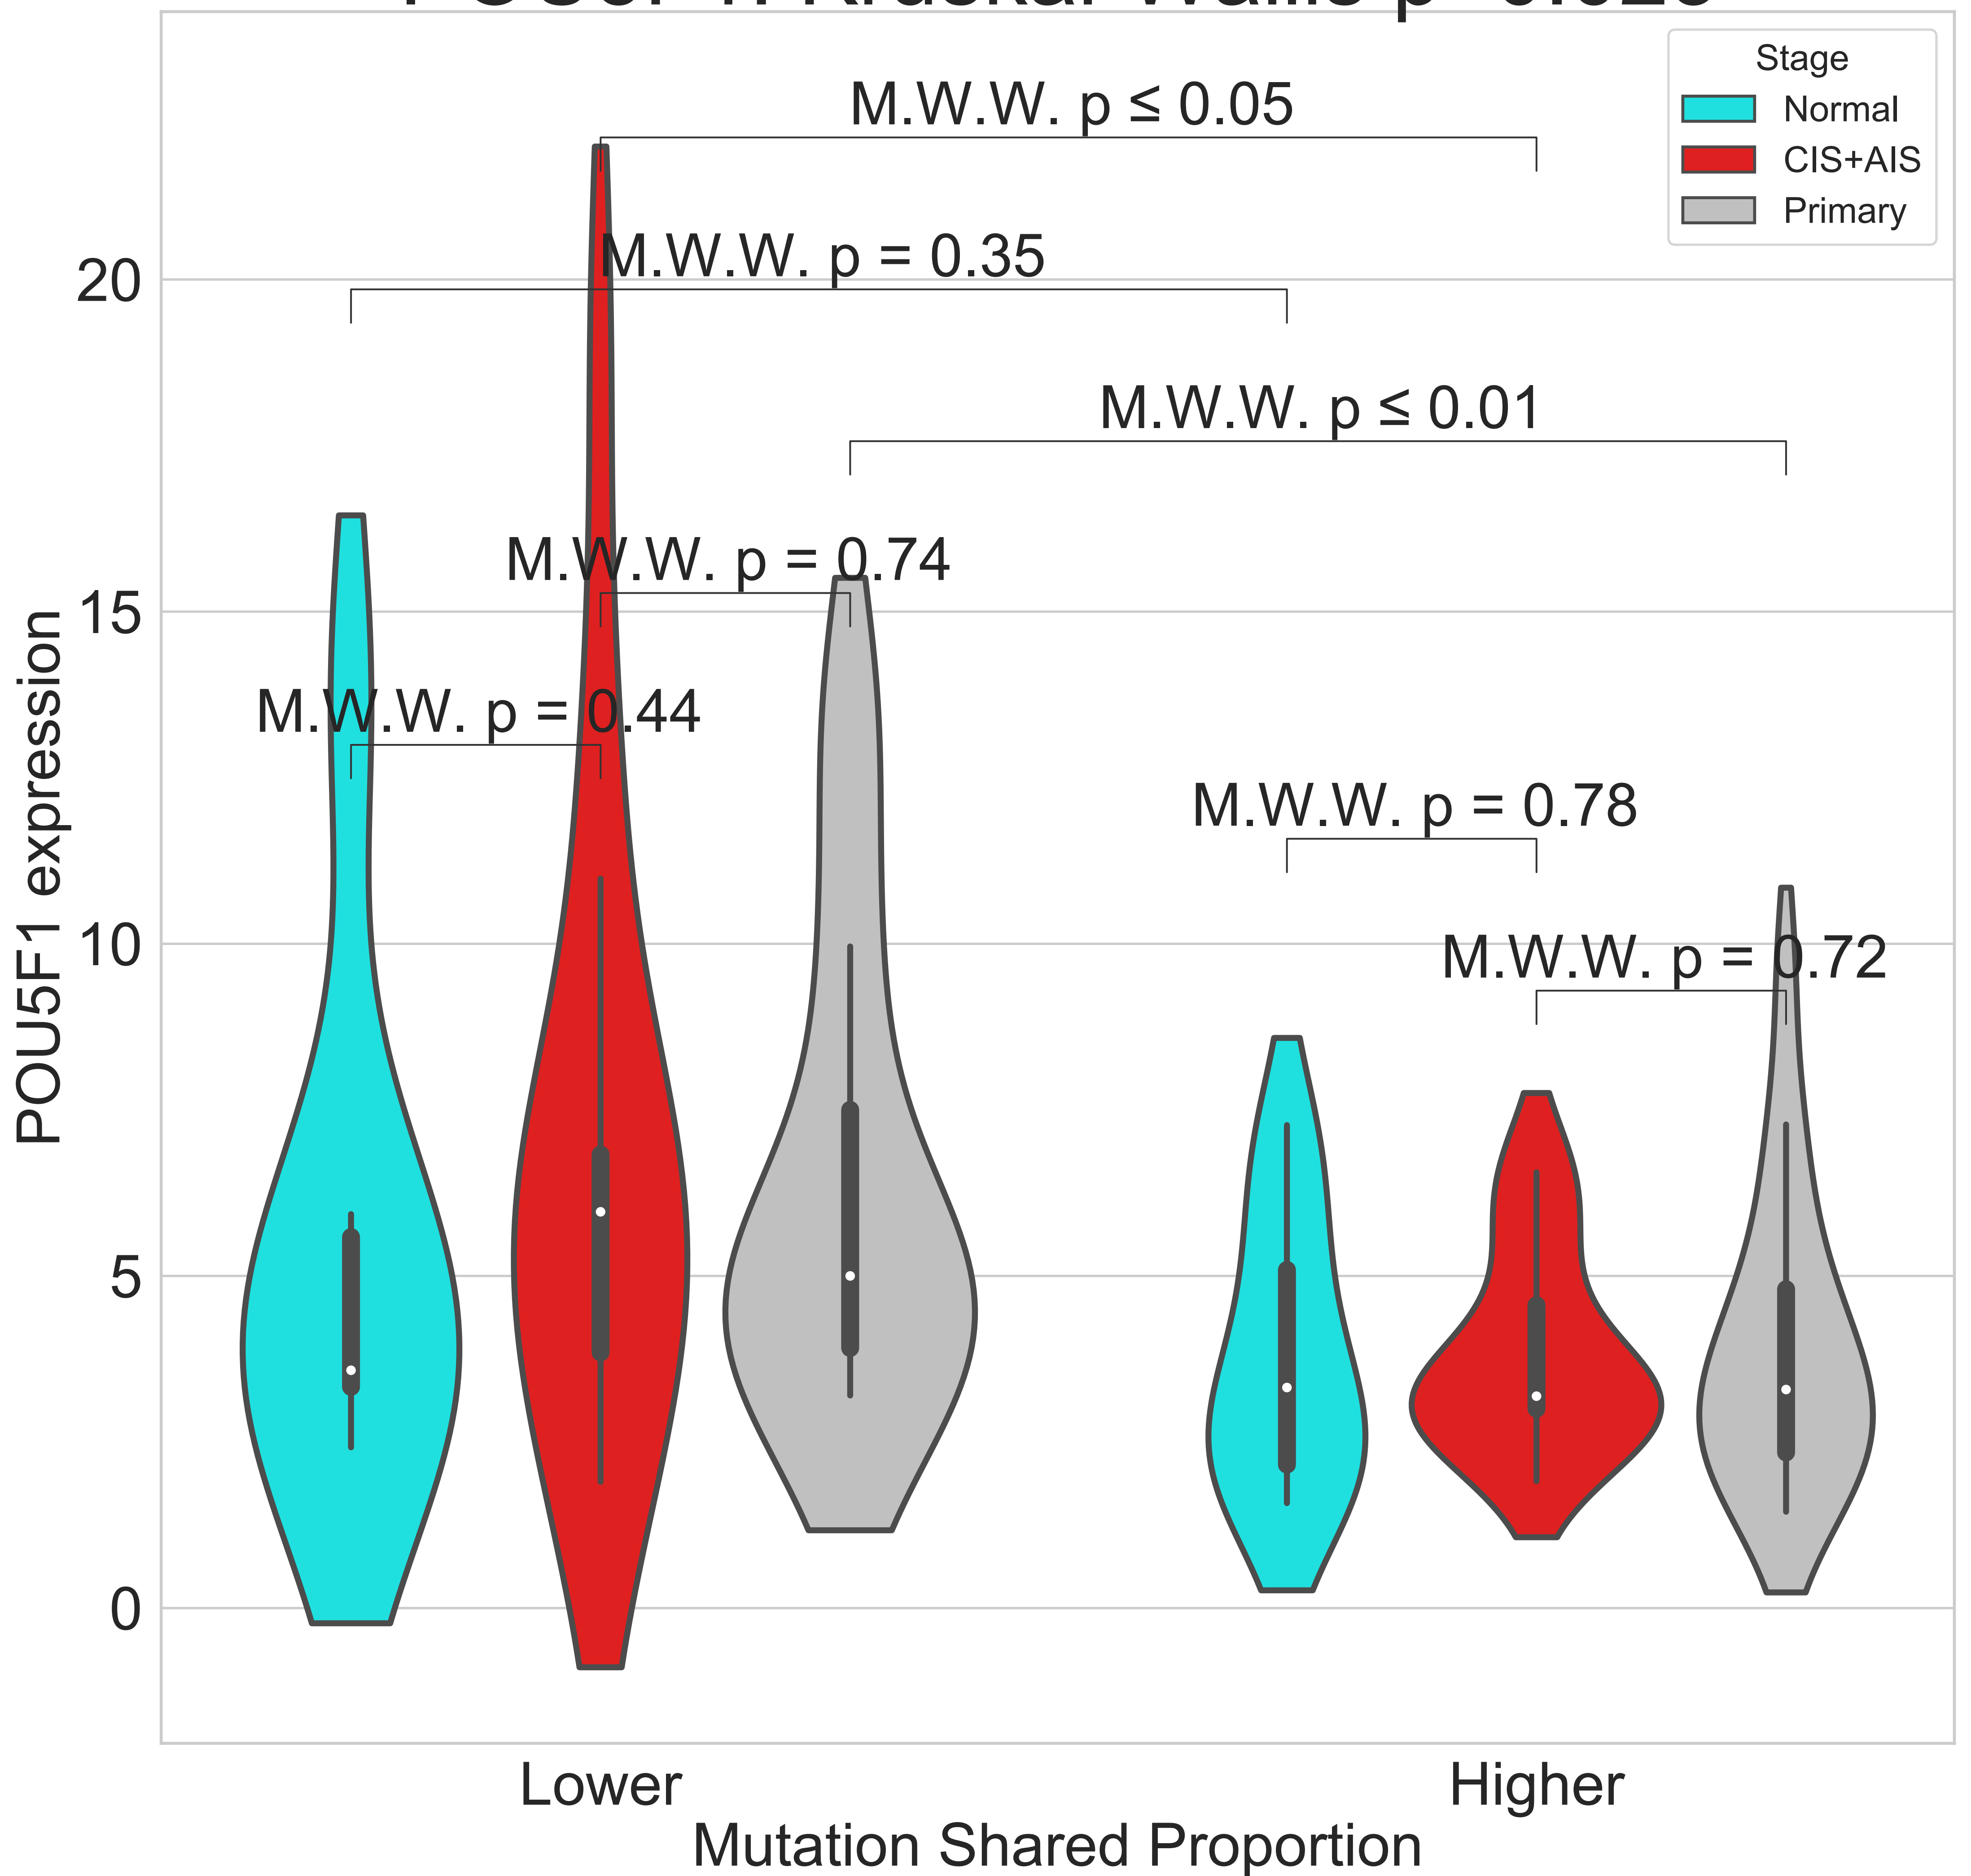 Stage
Normal
CIS+AIS
Primary
M.W.W. p ≤ 0.05
M.W.W. p = 0.35
M.W.W. p ≤ 0.01
M.W.W. p = 0.74
M.W.W. p = 0.44
M.W.W. p = 0.78
M.W.W. p = 0.72
POU5F1 expression
20
15
10
5
0
Lower
Higher
Mutation Shared Proportion